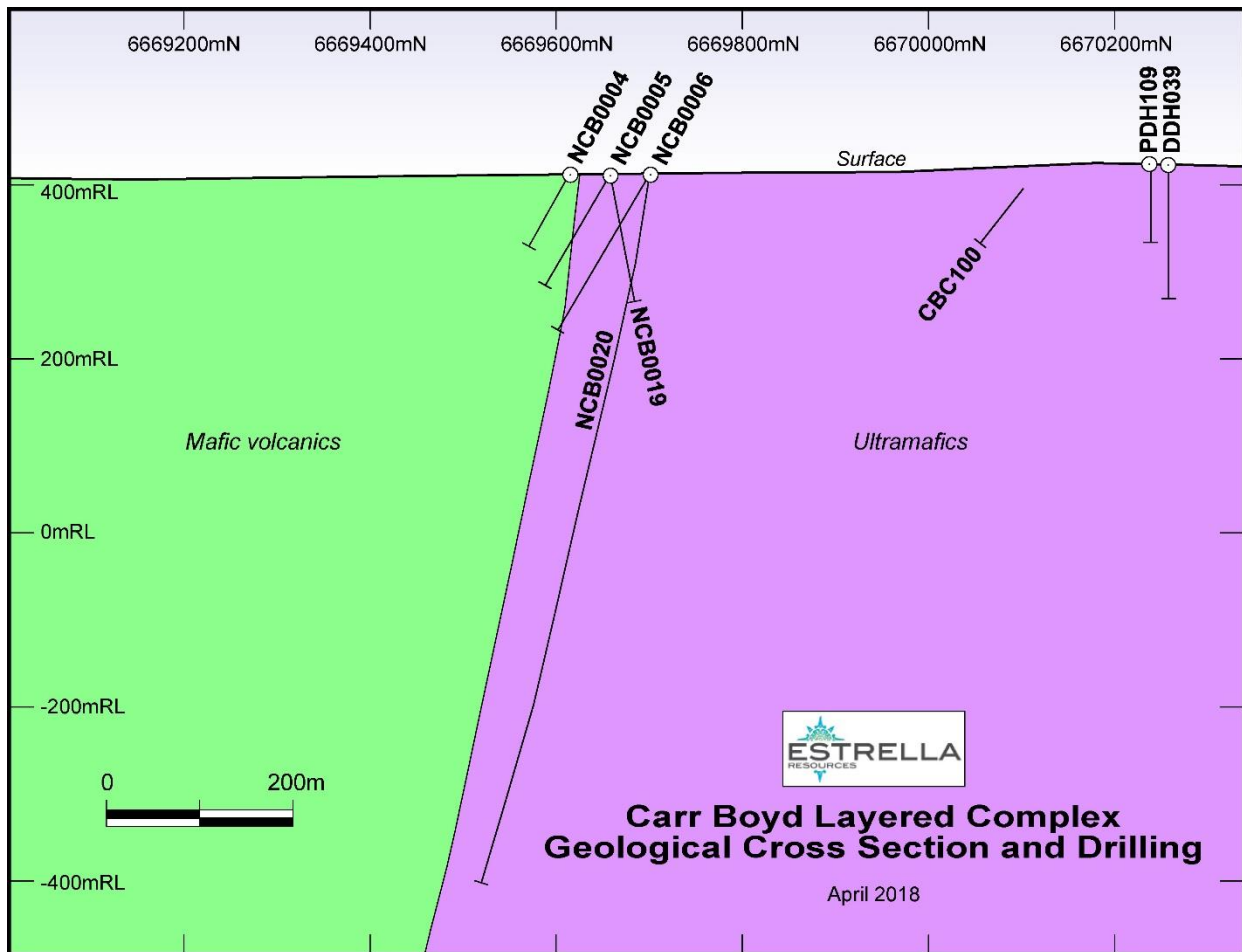 6669200mN
6669400mN
6669600mN
6669800mN
6670000mN
6670200mN
NCB0004
NCB0005
NCB0006
PDH109
DDH039
Surface
400mRL
CBC100
200mRL
NCB0020
NCB0019
Mafic volcanics
Ultramafics
0mRL
-200mRL
ESTRELLA
RESOURCES
0 200m
Carr Boyd Layered Complex
Geological Cross Section and Drilling
-400mRL
April 2018